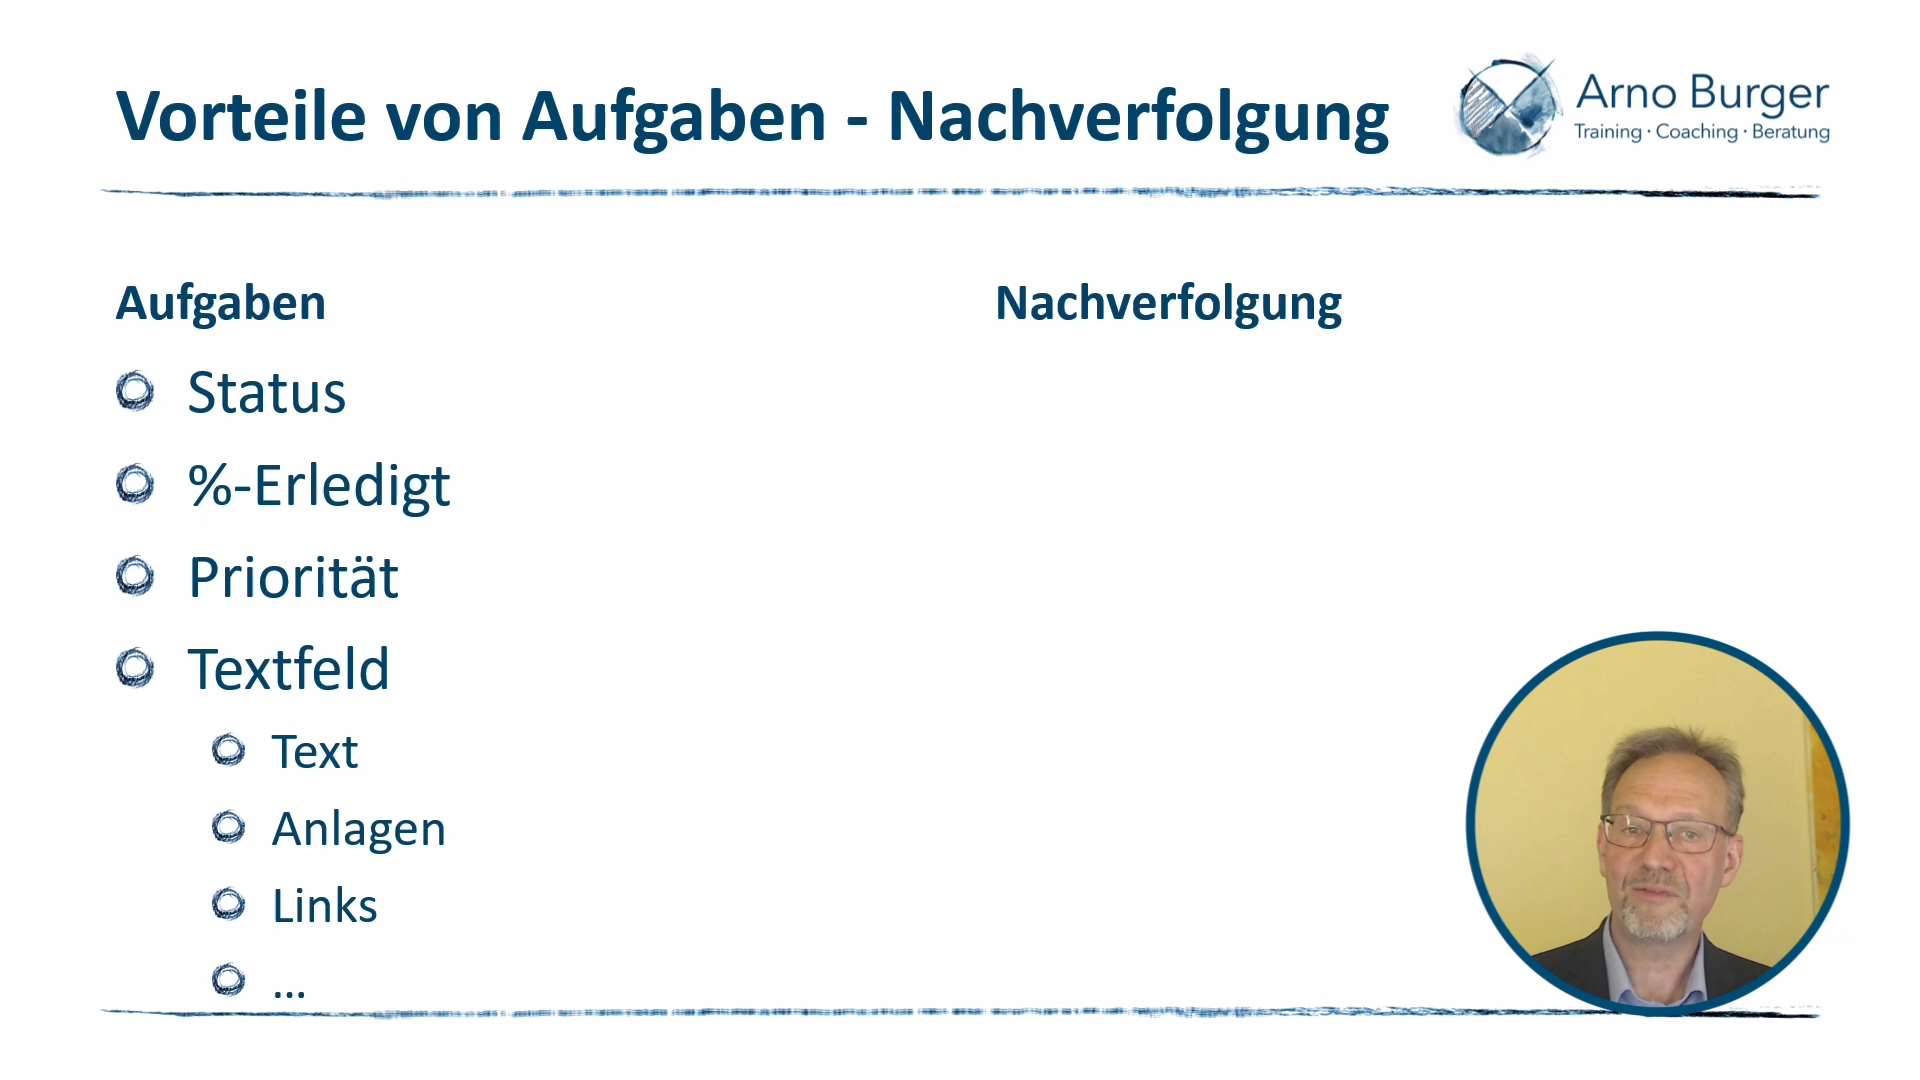 Vorteile von Aufgaben - Nachverfolgung
Arno Burger
Training · Coaching · Beratung
Aufgaben
Status
%-Erledigt
Priorität
Textfeld
Text
Anlagen
Links
...
Nachverfolgung